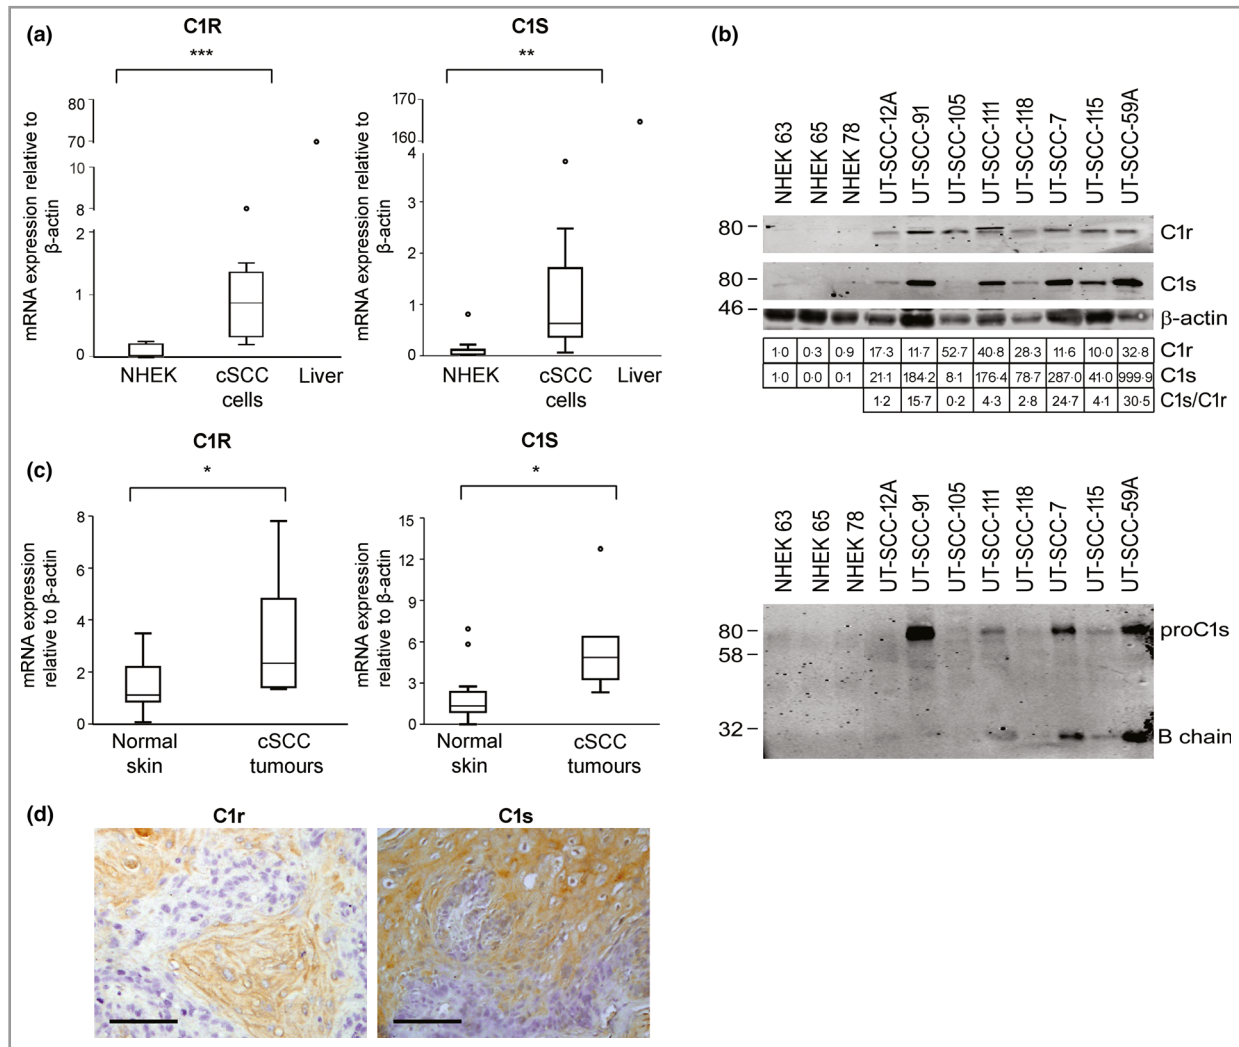 (a)
C1R
***
mRNA expression relative to
β-actin
80
70
10
8
2
1
0
NHEK
cSCC
cells
Liver
C1S
**
mRNA expression relative to
β-actin
170
160
4
3
2
1
0
NHEK
cSCC
cells
Liver
(b)
NHEK 63
NHEK 65
NHEK 78
UT-SCC-12A
UT-SCC-91
UT-SCC-105
UT-SCC-111
UT-SCC-118
UT-SCC-7
UT-SCC-115
UT-SCC-59A
80
C1r
80
C1s
46
β-actin
1·0 0·3 0·9 17·3 11·7 52·7 40·8 28·3 11·6 10·0 32·8 C1r
1·0 0·0 0·1 21·1 184·2 8·1 176·4 78·7 287·0 41·0 999·9 C1s
1·2 15·7 0·2 4·3 2·8 24·7 4·1 30·5 C1s/C1r
NHEK 63
NHEK 65
NHEK 78
UT-SCC-12A
UT-SCC-91
UT-SCC-105
UT-SCC-111
UT-SCC-118
UT-SCC-7
UT-SCC-115
UT-SCC-59A
80
proC1s
58
32
B chain
(c)
C1R
*
mRNA expression
relative to β-actin
8
6
4
2
0
Normal
skin
cSCC
tumours
C1S
*
mRNA expression
relative to β-actin
15
12
9
6
3
0
Normal
skin
cSCC
tumours
(d)
C1r
C1s